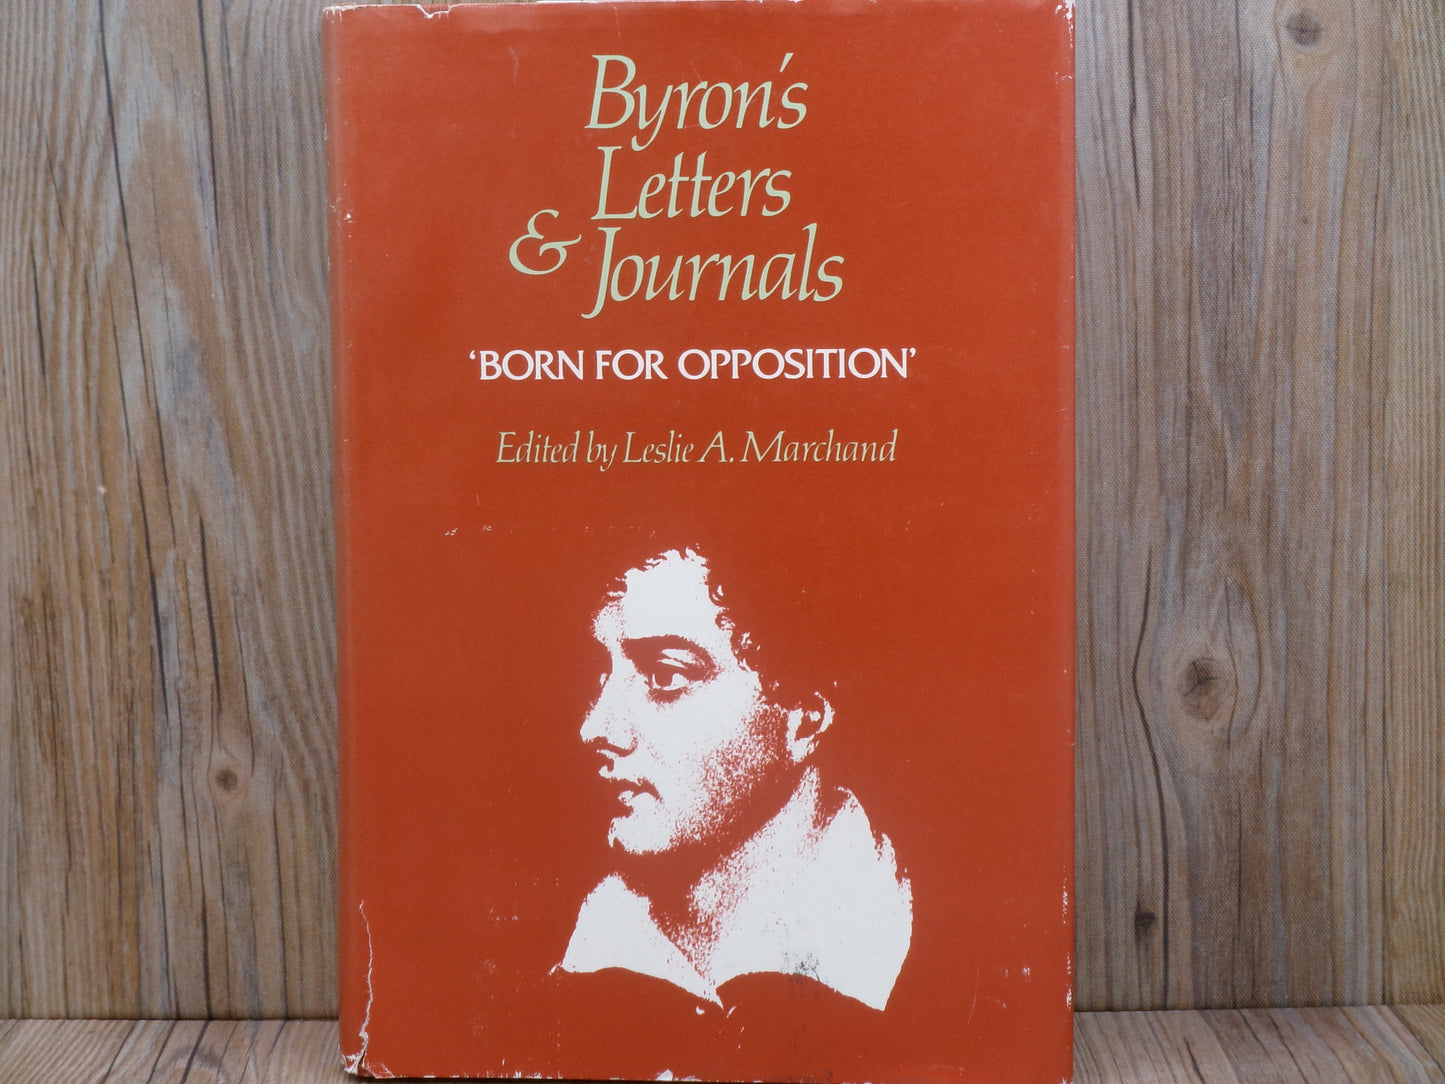 Byron's
Letters
& Journals
‘BORN FOR OPPOSITION’
Edited by Leslie A. Marchand